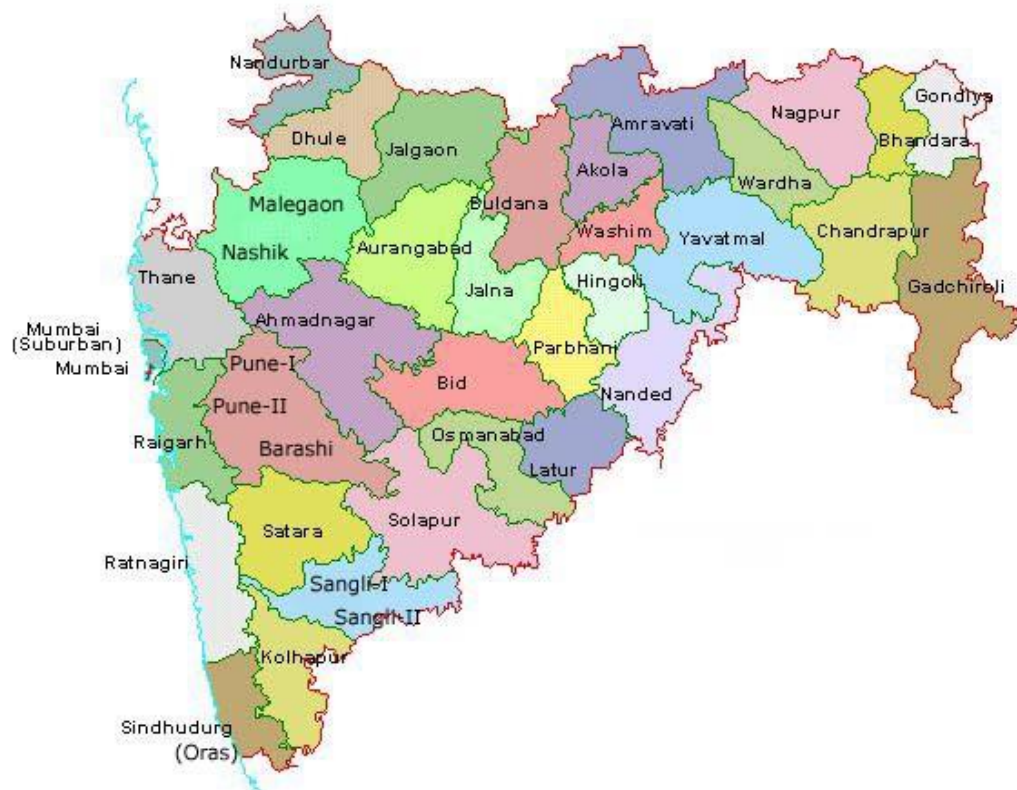 Nandurbar
Dhule
Jalgaon
Buldana
Akola
Amravati
Nagpur
Bhandara
Gondiya
Wardha
Malegaon
Nashik
Aurangabad
Jalna
Washim
Hingoli
Yavatmal
Chandrapur
Gadchireli
Thane
Ahmadnagar
Mumbai
(Suburban)
Mumbai
Pune-I
Pune-II
Barashi
Bid
Parbhani
Nanded
Raigarh
Osmanabad
Latur
Satara
Solapur
Ratnagiri
Sangli-I
Sangli-II
Kolhapur
Sindhudurg
(Oras)